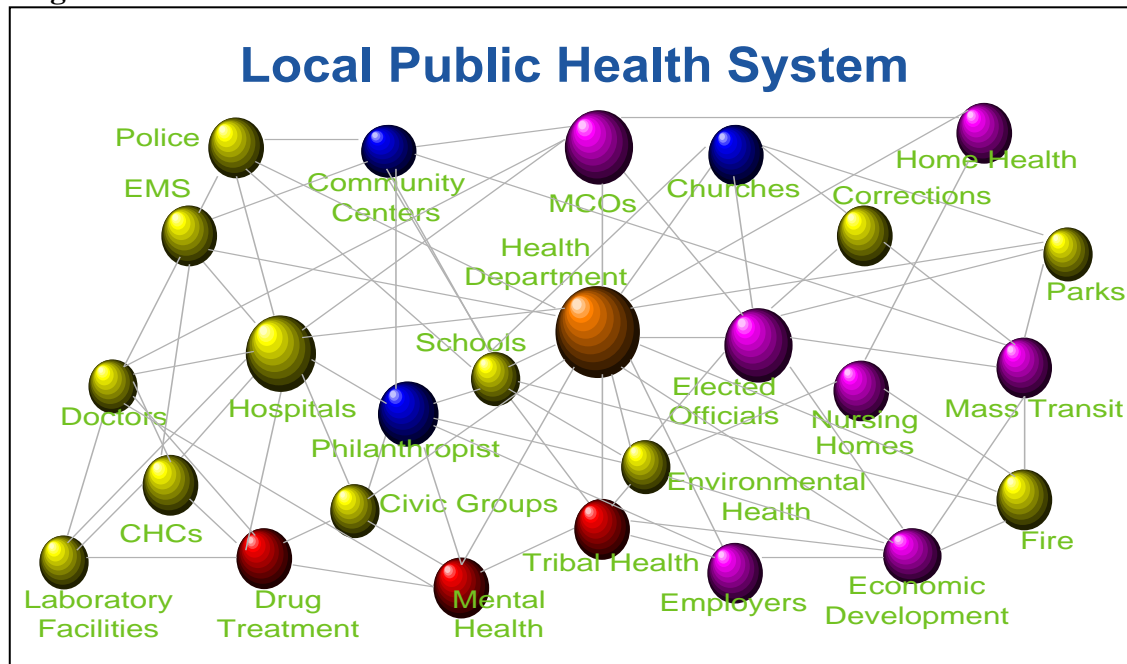 Local Public Health System
Police
EMS
Community
Centers
MCOs
Churches
Home Health
Corrections
Health
Department
Parks
Schools
Doctors
Hospitals
Philanthropist
Elected
Officials
Nursing
Homes
Mass Transit
CHCs
Civic Groups
Environmental
Health
Tribal Health
Fire
Laboratory
Facilities
Drug
Treatment
Mental
Health
Employers
Economic
Development